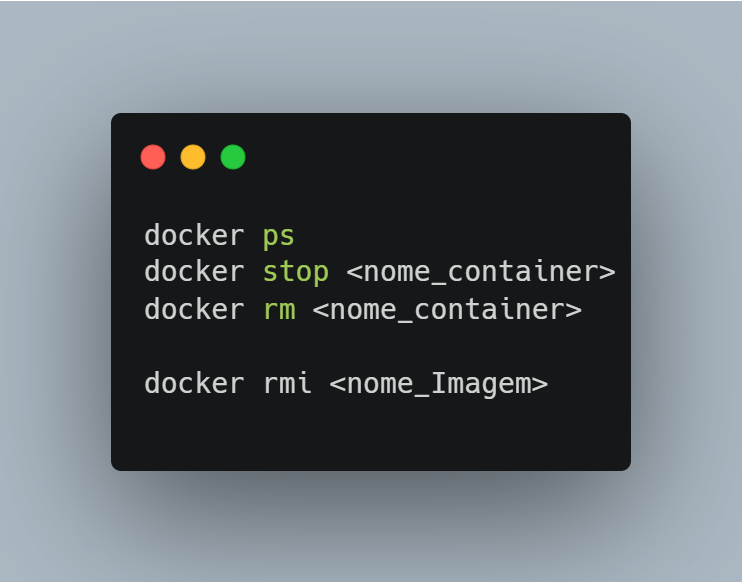 docker ps
docker stop <nome_container>
docker rm <nome_container>
docker rmi <nome_Imagem>